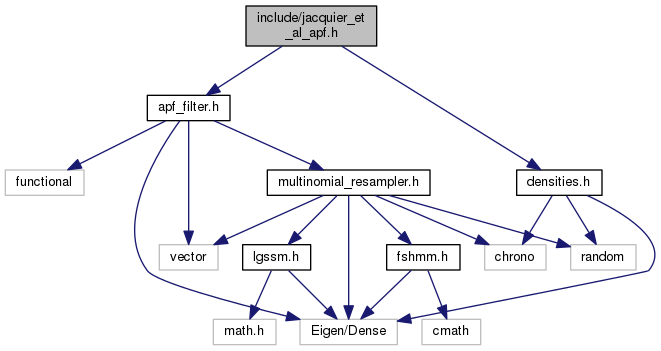 include/jacquier_et
_al_apf.h
apf_filter.h
functional
multinomial_resampler.h
densities.h
vector
lgssm.h
fshmm.h
chrono
random
math.h
Eigen/Dense
cmath